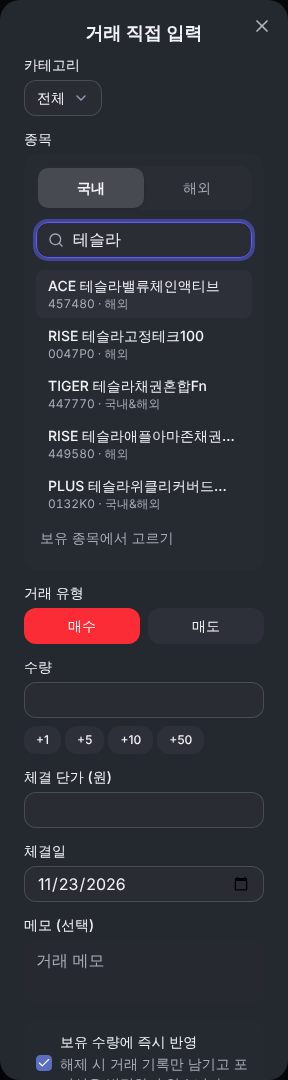 거래 직접 입력
카테고리
전체
종목
국내
해외
테슬라
ACE 테슬라밸류체인액티브
457480 · 해외
RISE 테슬라고정테크100
0047P0 · 해외
TIGER 테슬라채권혼합Fn
447770 · 국내&해외
RISE 테슬라애플아마존채권...
449580 · 해외
PLUS 테슬라위클리커버드...
0132K0 · 국내&해외
보유 종목에서 고르기
거래 유형
매수
매도
수량
+1
+5
+10
+50
체결 단가 (원)
체결일
11/23/2026
메모 (선택)
거래 메모
보유 수량에 즉시 반영
해제 시 거래 기록만 남기고 포